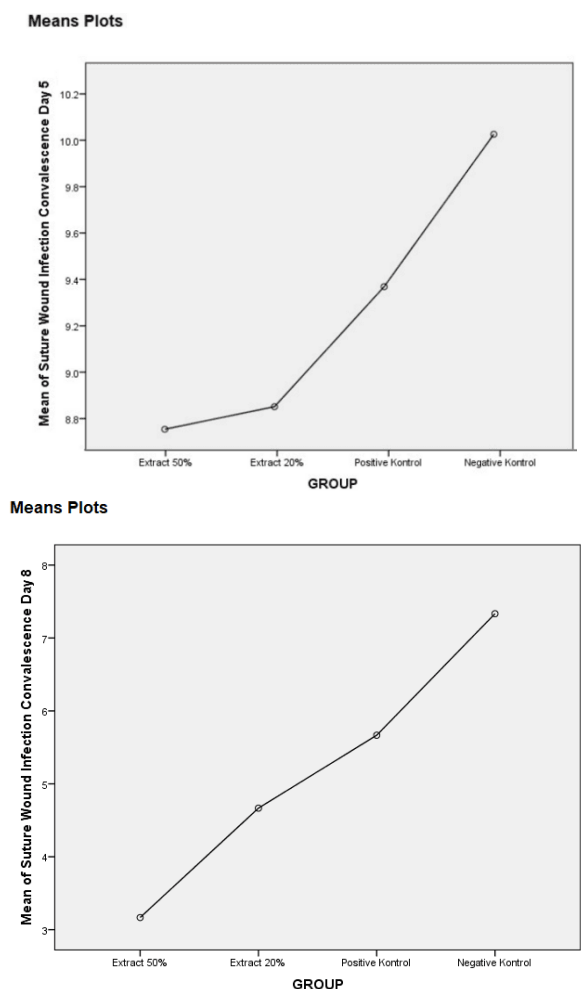 Means Plots
Mean of Suture Wound Infection Convalescence Day 5
10.2
10.0
9.8
9.6
9.4
9.2
9.0
8.8
Extract 50% Extract 20% Positive Kontrol Negative Kontrol
GROUP
Means Plots
Mean of Suture Wound Infection Convalescence Day 8
8
7
6
5
4
3
Extract 50% Extract 20% Positive Kontrol Negative Kontrol
GROUP